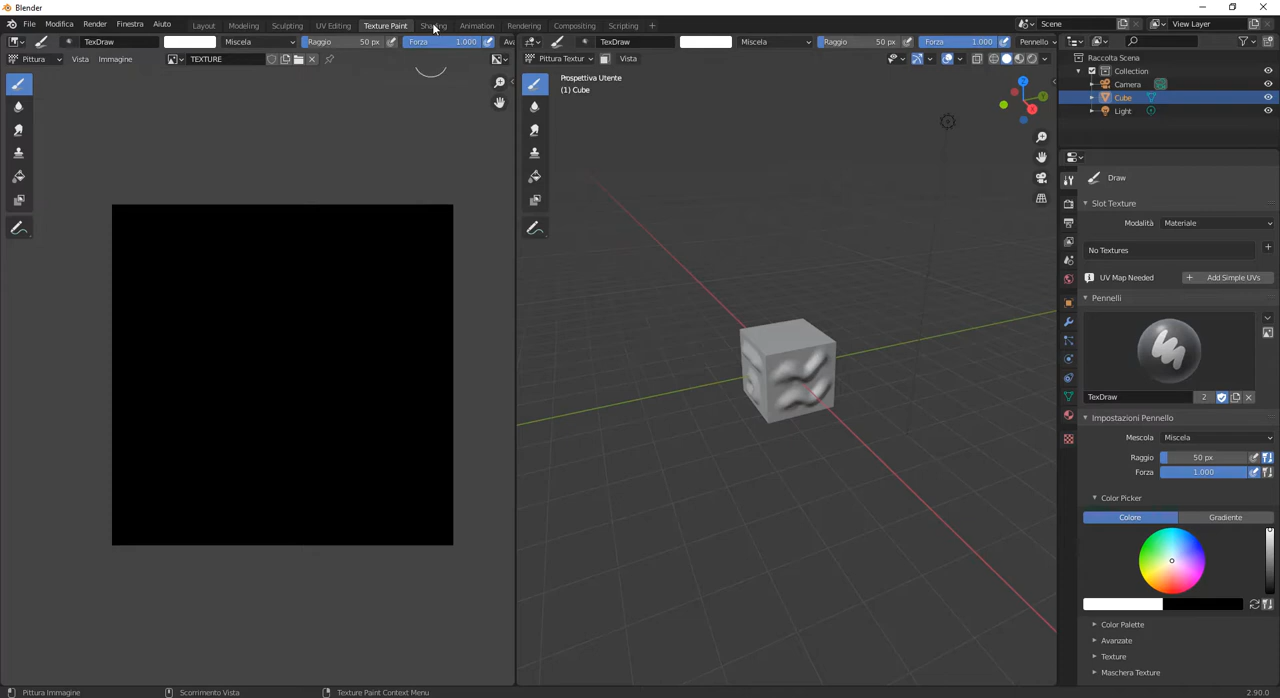 Blender
File Modifica Render Finestra Aiuto Layout Modeling Sculpting UV Editing Texture Paint Shading Animation Rendering Compositing Scripting + Scene View Layer
TexDraw Miscela Raggio 50 px Forza 1.000 TexDraw Miscela Raggio 50 px Forza 1.000 Pennello
Pittura Vista Immagine TEXTURE Pittura Textur Vista
Prospettiva Utente
(1) Cube
Raccolta Scena
Collection
Camera
Cube
Light
Draw
Slot Texture
Modalità Materiale
No Textures
UV Map Needed + Add Simple UVs
Pennelli
TexDraw 2
Impostazioni Pennello
Mescola Miscela
Raggio 50 px
Forza 1.000
Color Picker
Colore Gradiente
Color Palette
Avanzate
Texture
Maschera Texture
Pittura Immagine Scorrimento Vista Texture Paint Context Menu 2.90.0